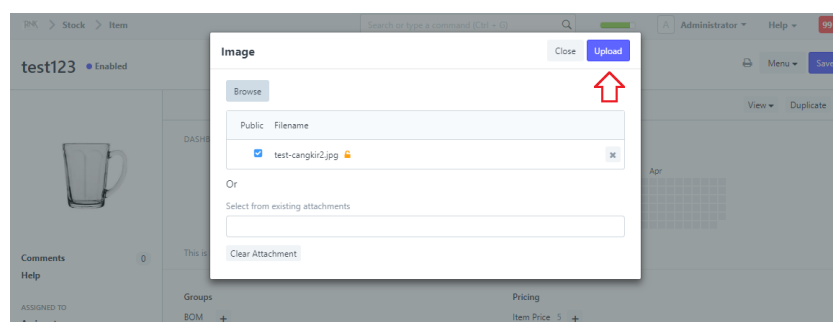 RNK > Stock > Item
Search or type a command (Ctrl + G)
A Administrator Help 99
test123 Enabled
Menu Save
View Duplicate
Image
Close Upload
Browse
Public Filename
test-cangkir2.jpg
Or
Select from existing attachments
Clear Attachment
DASHB
Apr
This is
Comments 0
Help
ASSIGNED TO
Groups Pricing
BOM + Item Price 5 +